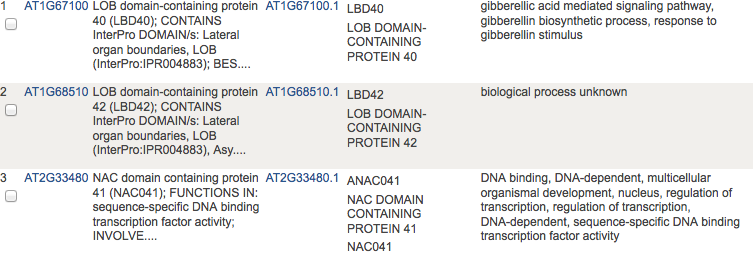 1 AT1G67100 LOB domain-containing protein AT1G67100.1 LBD40 gibberellic acid mediated signaling pathway,
40 (LBD40); CONTAINS gibberellin biosynthetic process, response to
InterPro DOMAIN/s: Lateral LOB DOMAIN- gibberellin stimulus
organ boundaries, LOB CONTAINING
(InterPro:IPR004883); BES.... PROTEIN 40
2 AT1G68510 LOB domain-containing protein AT1G68510.1 LBD42 biological process unknown
42 (LBD42); CONTAINS
InterPro DOMAIN/s: Lateral LOB DOMAIN-
organ boundaries, LOB CONTAINING
(InterPro:IPR004883), Asy.... PROTEIN 42
3 AT2G33480 NAC domain containing protein AT2G33480.1 ANAC041 DNA binding, DNA-dependent, multicellular
41 (NAC041); FUNCTIONS IN: NAC DOMAIN organismal development, nucleus, regulation of
sequence-specific DNA binding CONTAINING transcription, regulation of transcription,
transcription factor activity; PROTEIN 41 DNA-dependent, sequence-specific DNA binding
INVOLVE.... NAC041 transcription factor activity